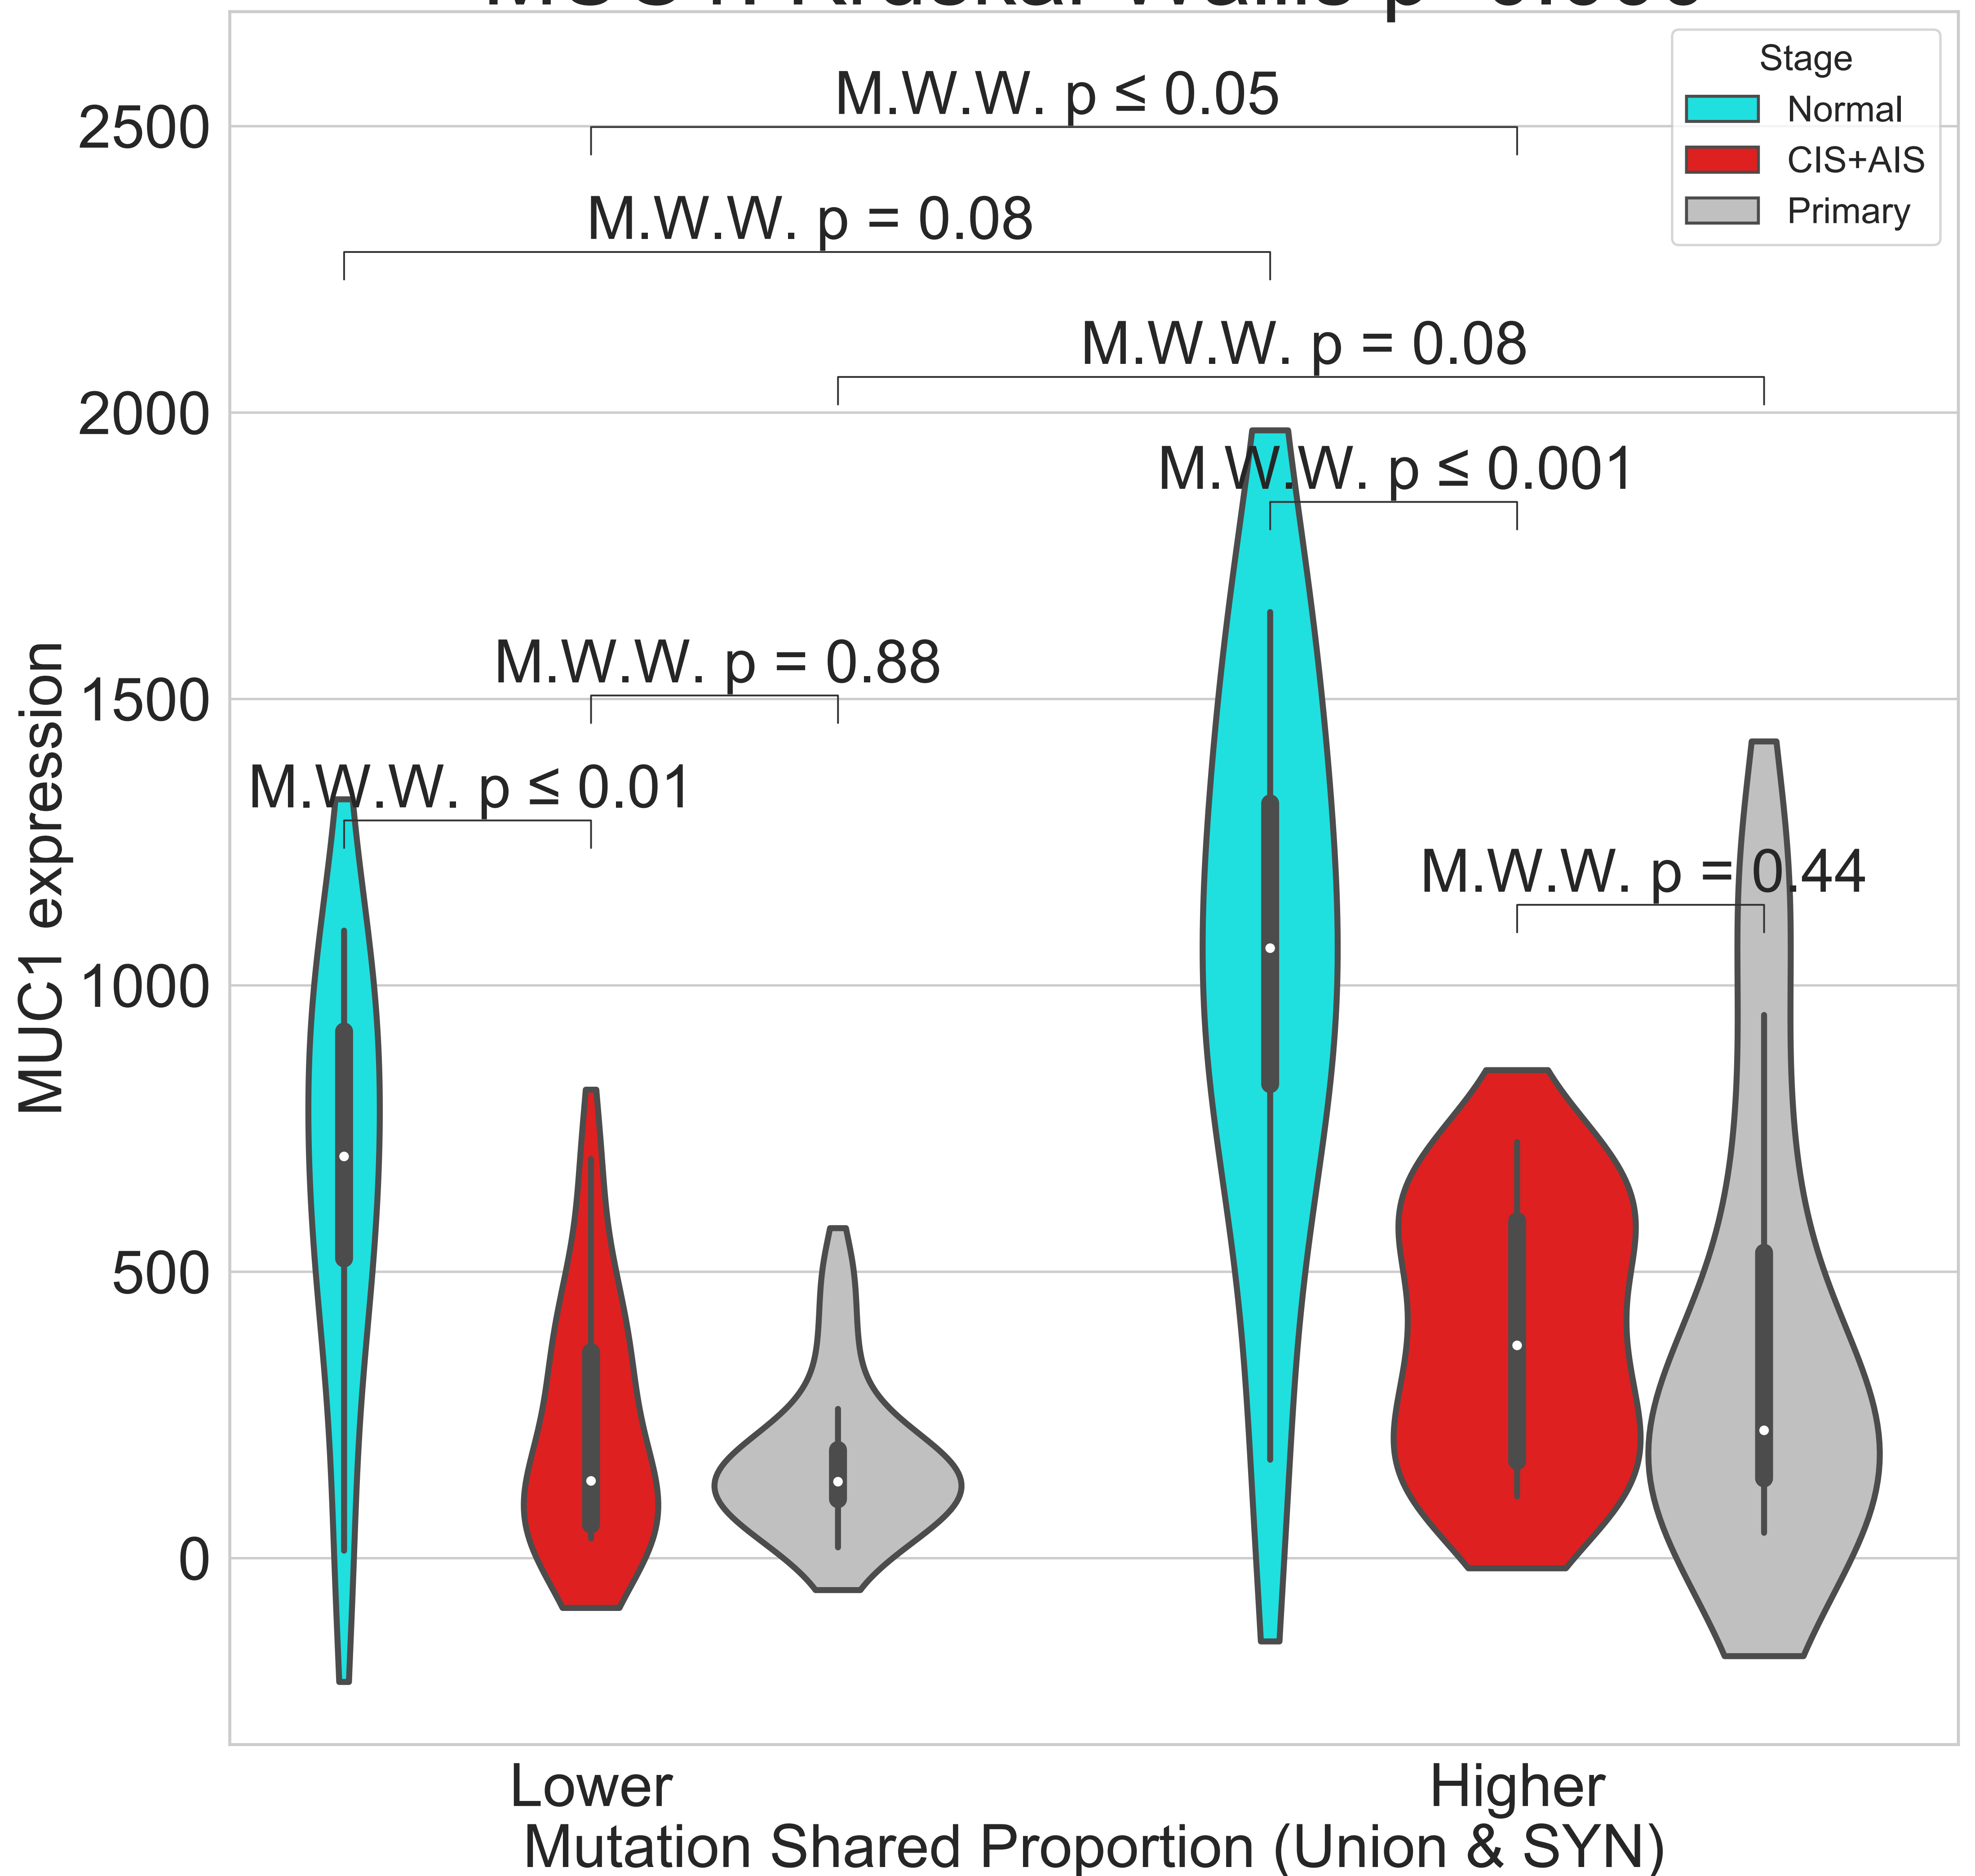 M.W.W. p ≤ 0.05
M.W.W. p = 0.08
M.W.W. p = 0.08
M.W.W. p ≤ 0.001
M.W.W. p = 0.88
M.W.W. p ≤ 0.01
M.W.W. p = 0.44
Stage
Normal
CIS+AIS
Primary
MUC1 expression
2500
2000
1500
1000
500
0
Lower
Higher
Mutation Shared Proportion (Union & SYN)